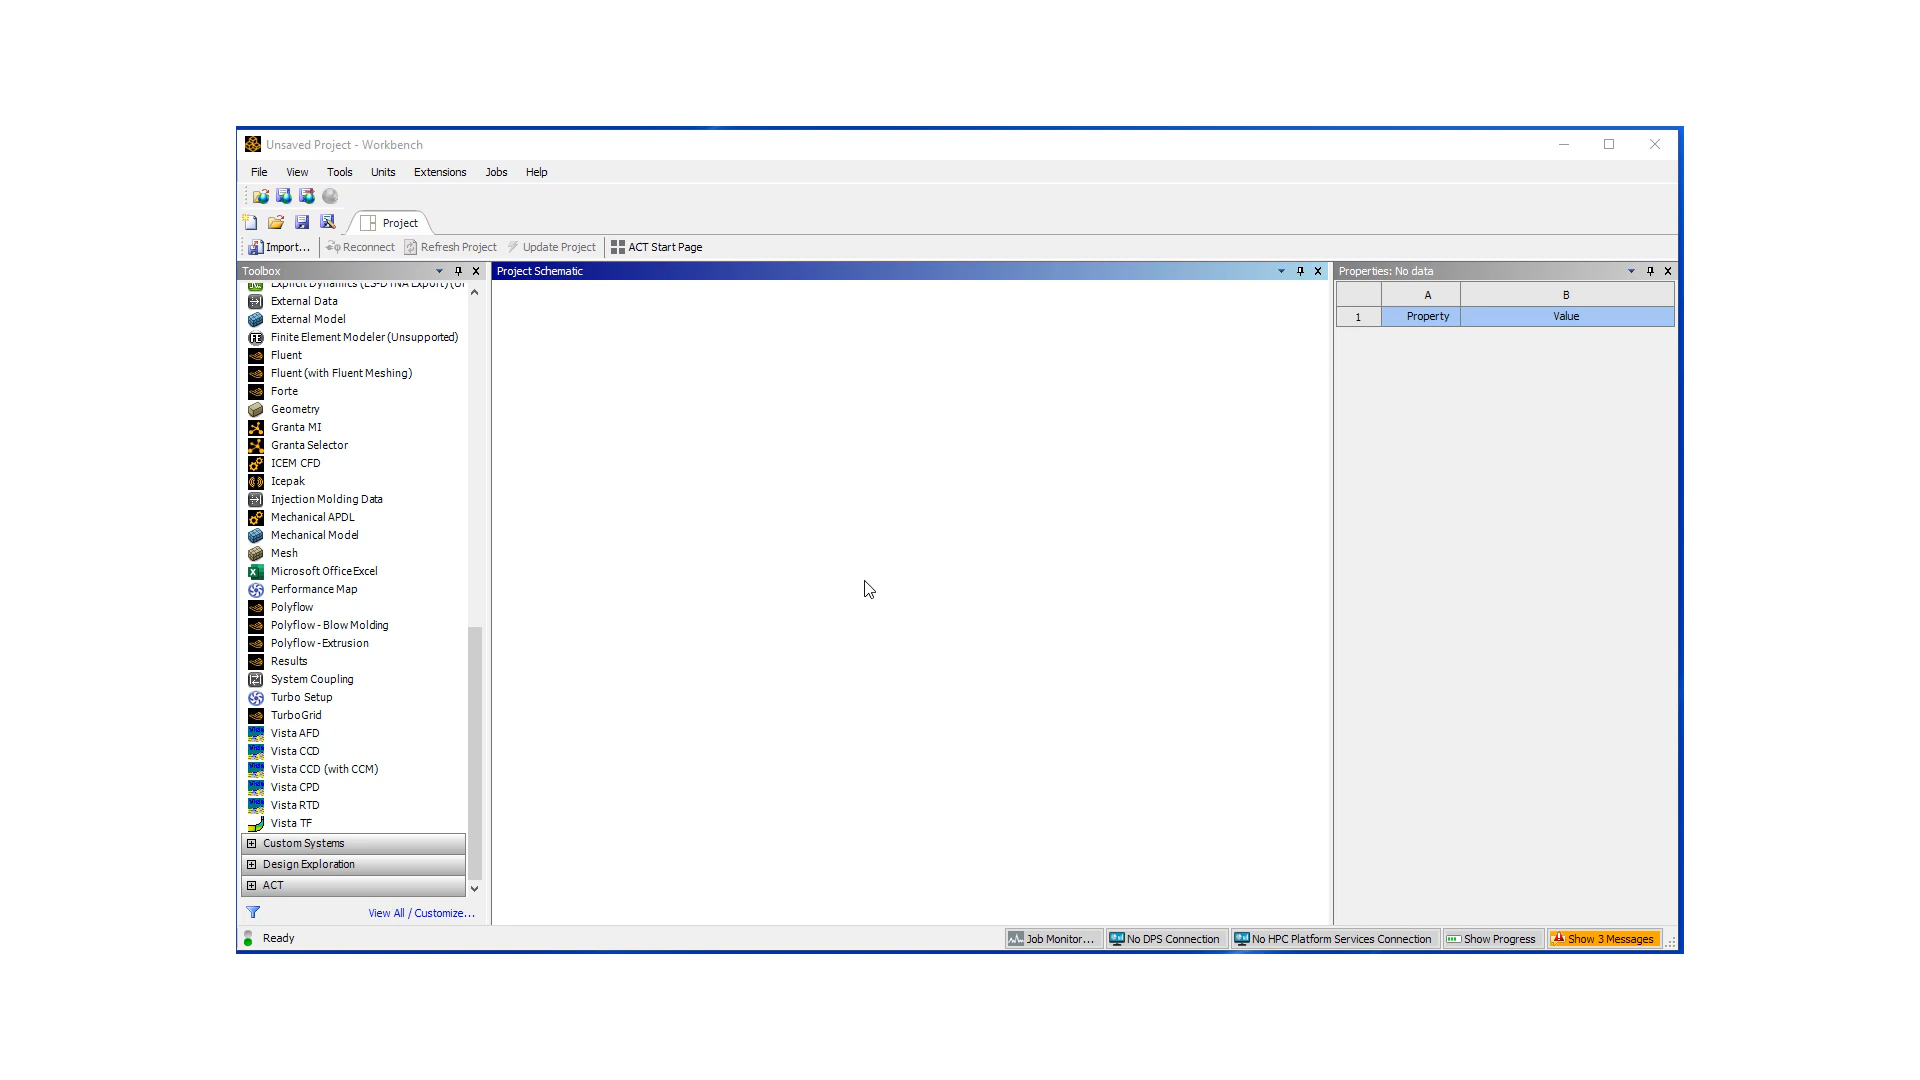 Unsaved Project - Workbench
File View Tools Units Extensions Jobs Help
Project
Import... Reconnect Refresh Project Update Project ACT Start Page
Toolbox
Project Schematic
Properties: No data
A B
1 Property Value
External Data
External Model
Finite Element Modeler (Unsupported)
Fluent
Fluent (with Fluent Meshing)
Forte
Geometry
Granta MI
Granta Selector
ICEM CFD
Icepak
Injection Molding Data
Mechanical APDL
Mechanical Model
Mesh
Microsoft Office Excel
Performance Map
Polyflow
Polyflow - Blow Molding
Polyflow - Extrusion
Results
System Coupling
Turbo Setup
TurboGrid
Vista AFD
Vista CCD
Vista CCD (with CCM)
Vista CPD
Vista RTD
Vista TF
Custom Systems
Design Exploration
ACT
View All / Customize...
Ready
Job Monitor... No DPS Connection No HPC Platform Services Connection Show Progress Show 3 Messages